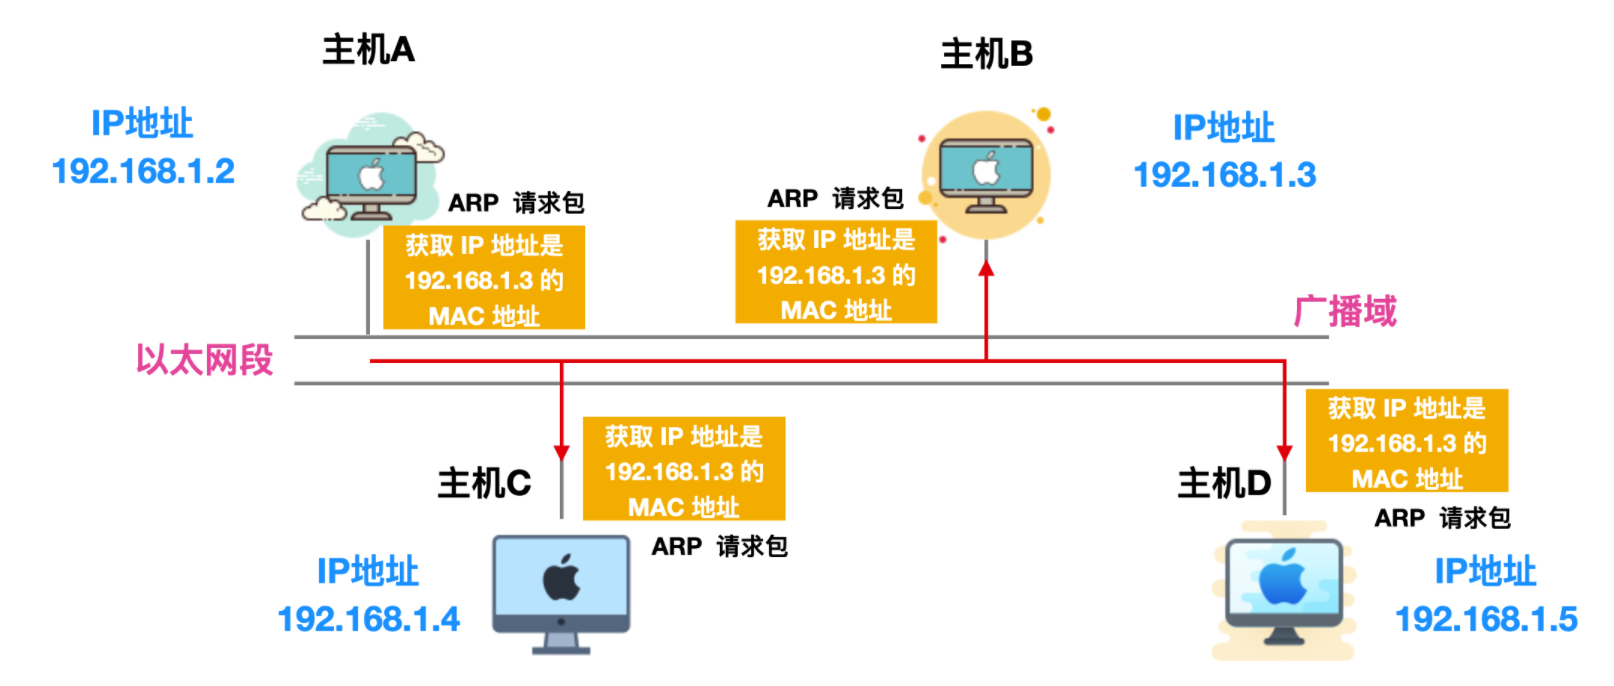 主机A
主机B
IP地址
192.168.1.2
IP地址
192.168.1.3
ARP 请求包
获取 IP 地址是
192.168.1.3 的
MAC 地址
ARP 请求包
获取 IP 地址是
192.168.1.3 的
MAC 地址
广播域
以太网段
获取 IP 地址是
192.168.1.3 的
MAC 地址
主机C
ARP 请求包
IP地址
192.168.1.4
获取 IP 地址是
192.168.1.3 的
MAC 地址
主机D
ARP 请求包
IP地址
192.168.1.5